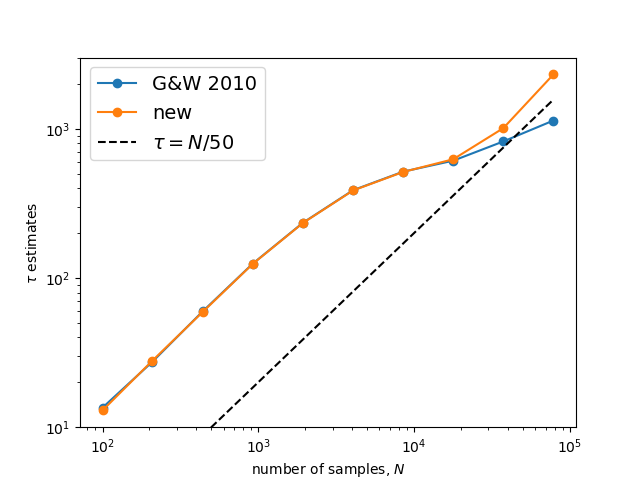 G&W 2010
new
τ = N/50
10³
10²
10¹
τ estimates
10² 10³ 10⁴ 10⁵
number of samples, N